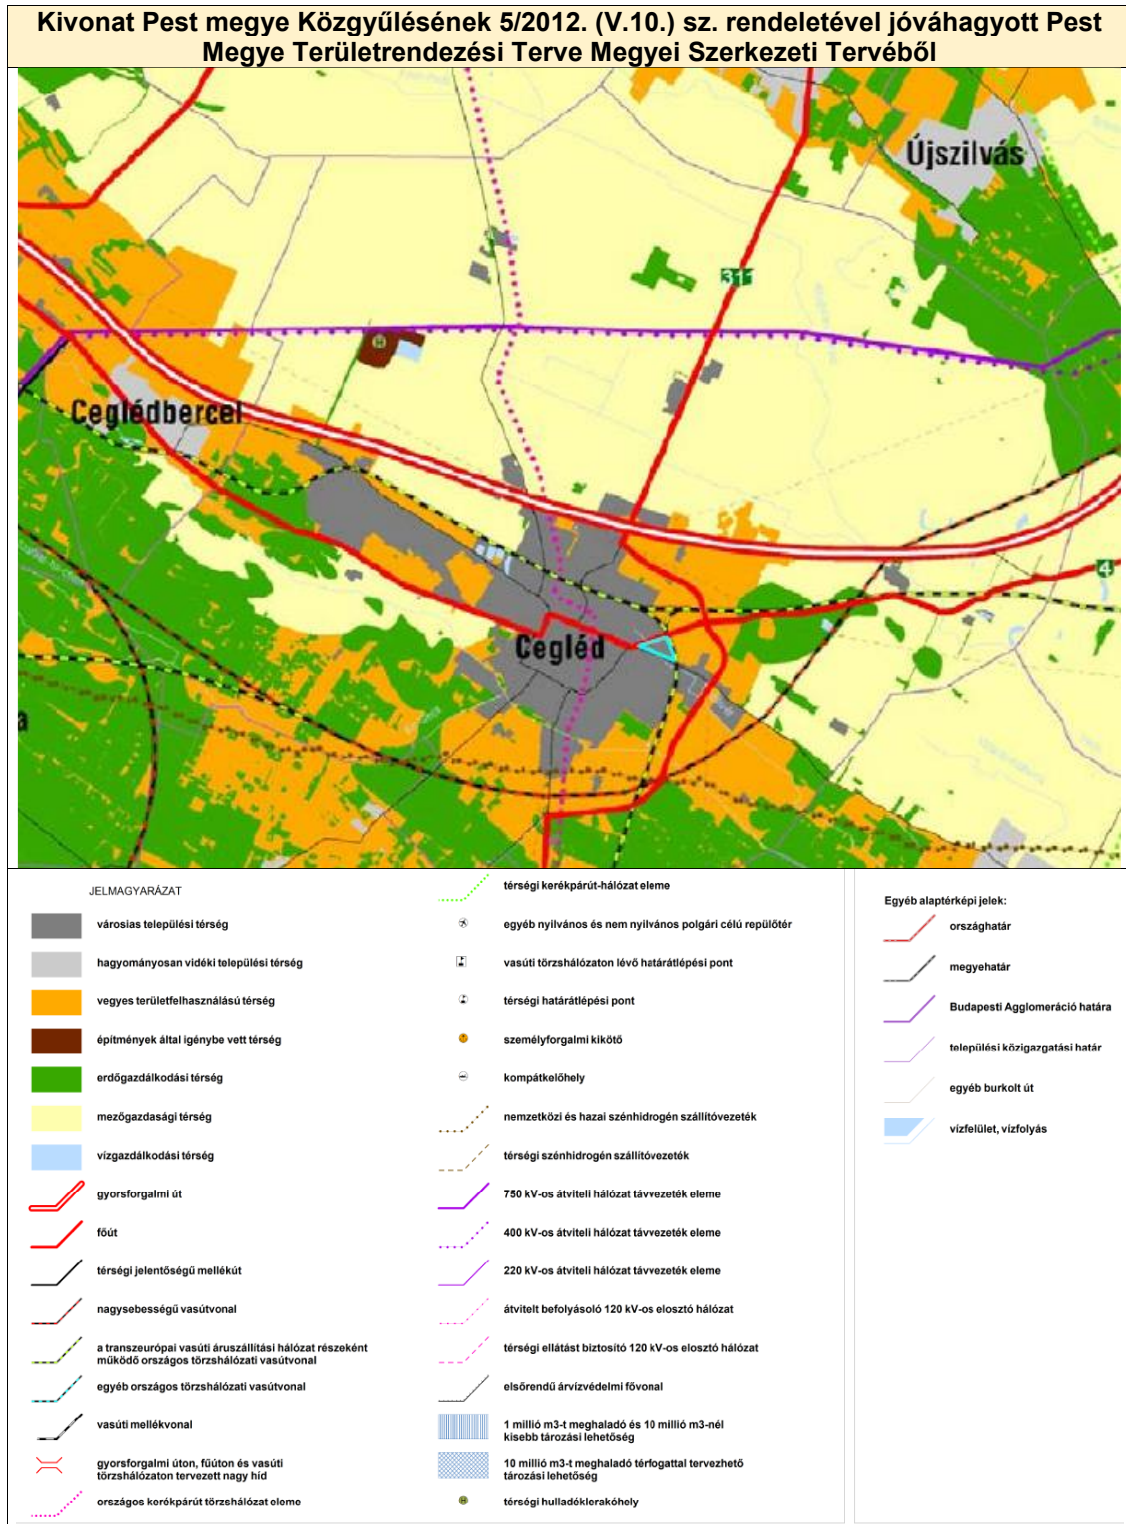 Kivonat Pest megye Közgyűlésének 5/2012. (V.10.) sz. rendeletével jóváhagyott Pest
Megye Területrendezési Terve Megyei Szerkezeti Tervéből
Újszilvás
311
H
Ceglédbercel
4
Cegléd
a
JELMAGYARÁZAT
városias települési térség
hagyományosan vidéki települési térség
vegyes területfelhasználású térség
építmények által igénybe vett térség
erdőgazdálkodási térség
mezőgazdasági térség
vízgazdálkodási térség
gyorsforgalmi út
főút
térségi jelentőségű mellékút
nagysebességű vasútvonal
a transzeurópai vasúti áruszállítási hálózat részeként
működő országos törzshálózati vasútvonal
egyéb országos törzshálózati vasútvonal
vasúti mellékvonal
gyorsforgalmi úton, fűúton és vasúti
törzshálózaton tervezett nagy híd
országos kerékpárút törzshálózat eleme
térségi kerékpárút-hálózat eleme
egyéb nyilvános és nem nyilvános polgári célú repülőtér
vasúti törzshálózaton lévő határátlépési pont
térségi határátlépési pont
személyforgalmi kikötő
kompátkelőhely
nemzetközi és hazai szénhidrogén szállítóvezeték
térségi szénhidrogén szállítóvezeték
750 kV-os átviteli hálózat távvezeték eleme
400 kV-os átviteli hálózat távvezeték eleme
220 kV-os átviteli hálózat távvezeték eleme
átvitelt befolyásoló 120 kV-os elosztó hálózat
térségi ellátást biztosító 120 kV-os elosztó hálózat
elsőrendű árvízvédelmi fővonal
1 millió m3-t meghaladó és 10 millió m3-nél
kisebb tározási lehetőség
10 millió m3-t meghaladó térfogattal tervezhető
tározási lehetőség
H
térségi hulladéklerakóhely
Egyéb alaptérképi jelek:
országhatár
megyehatár
Budapesti Agglomeráció határa
települési közigazgatási határ
egyéb burkolt út
vízfelület, vízfolyás